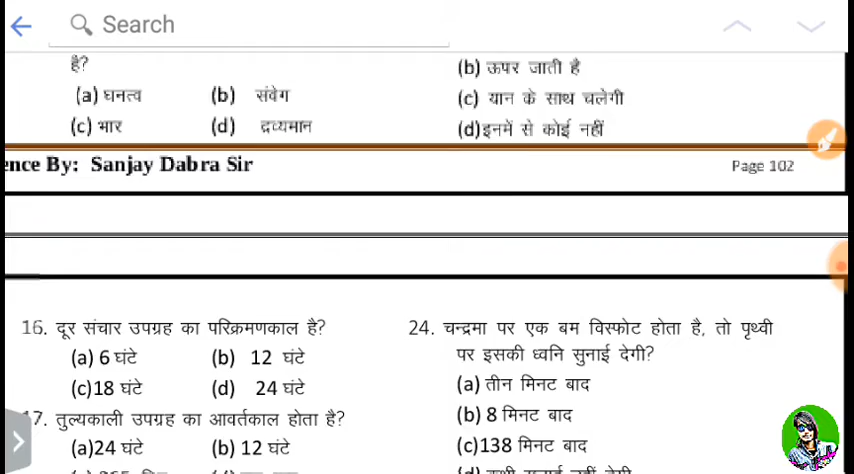 Search
है?
(a) घनत्व (b) संवेग
(c) भार (d) द्रव्यमान
(b) ऊपर जाती है
(c) यान के साथ चलेगी
(d)इनमें से कोई नहीं
ence By: Sanjay Dabra Sir
Page 102
16. दूर संचार उपग्रह का परिक्रमणकाल है?
(a) 6 घंटे (b) 12 घंटे
(c)18 घंटे (d) 24 घंटे
17. तुल्यकाली उपग्रह का आवर्तकाल होता है?
(a)24 घंटे (b) 12 घंटे
24. चन्द्रमा पर एक बम विस्फोट होता है, तो पृथ्वी
पर इसकी ध्वनि सुनाई देगी?
(a) तीन मिनट बाद
(b) 8 मिनट बाद
(c)138 मिनट बाद